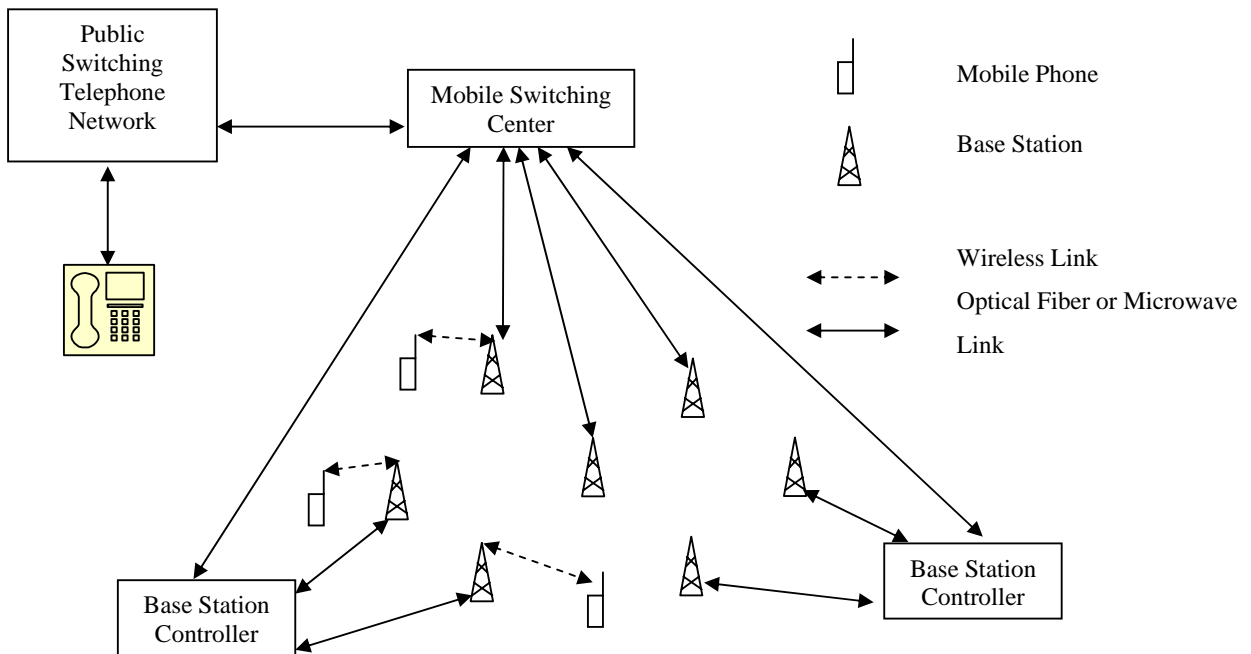 Public
Switching
Telephone
Network
Mobile Switching
Center
Mobile Phone
Base Station
Wireless Link
Optical Fiber or Microwave
Link
Base Station
Controller
Base Station
Controller